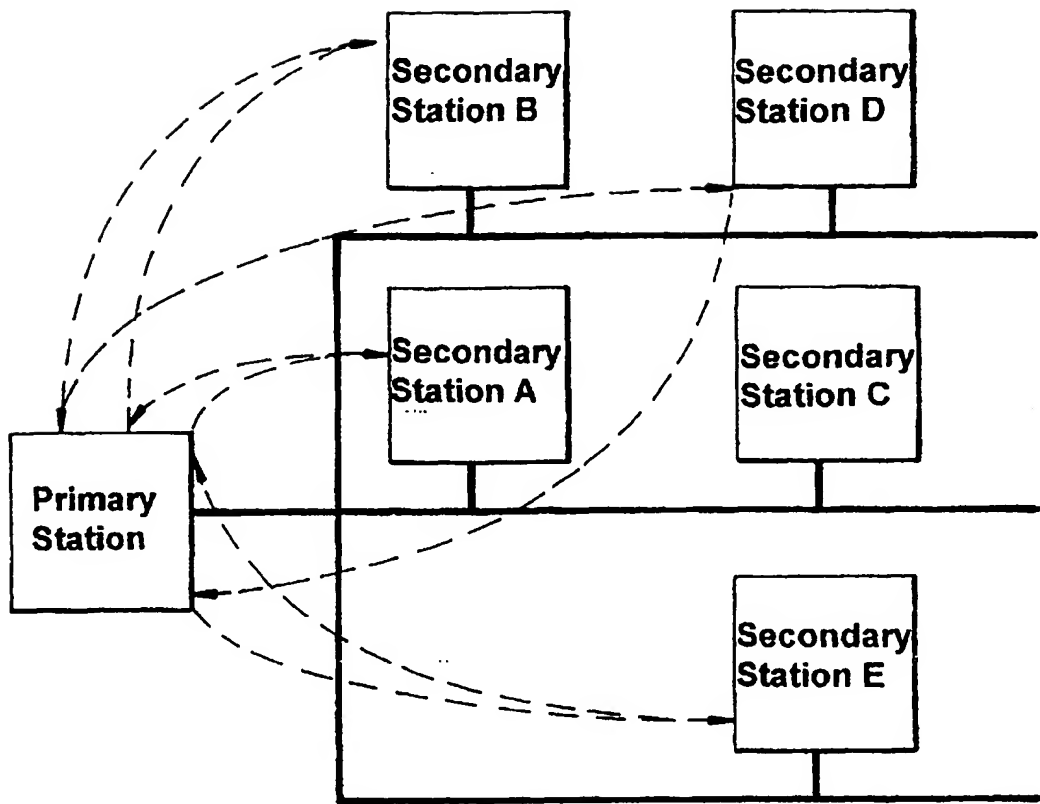 Secondary
Station B
Secondary
Station D
Secondary
Station A
Secondary
Station C
Primary
Station
Secondary
Station E